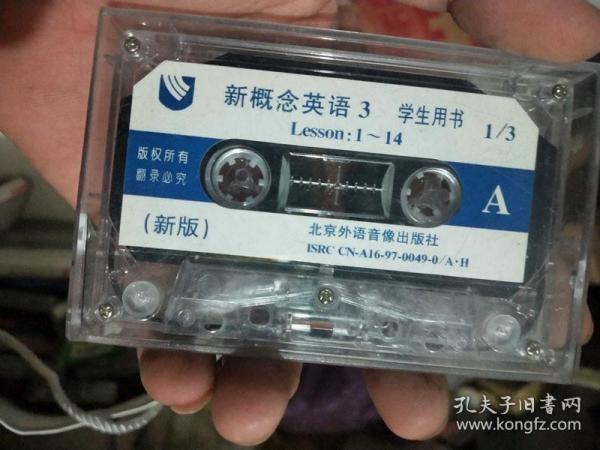 新概念英语 3 学生用书 1/3
Lesson: 1～14
版权所有
翻录必究
A
(新版)
北京外语音像出版社
ISRC CN-A16-97-0049-0/A·H
孔夫子旧書网
www.kongfz.com